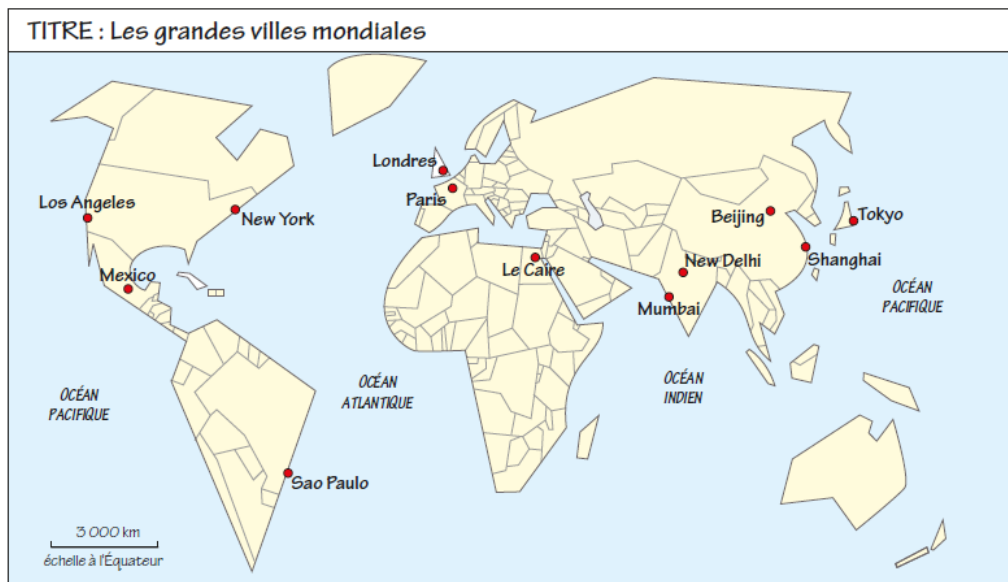 TITRE : Les grandes villes mondiales
Londres
Paris
Los Angeles
New York
Beijing
Tokyo
Mexico
Le Caire
New Delhi
Shanghai
Mumbai
OCÉAN
PACIFIQUE
OCÉAN
ATLANTIQUE
OCÉAN
INDIEN
OCÉAN
PACIFIQUE
Sao Paulo
3 000 km
échelle à l'Équateur